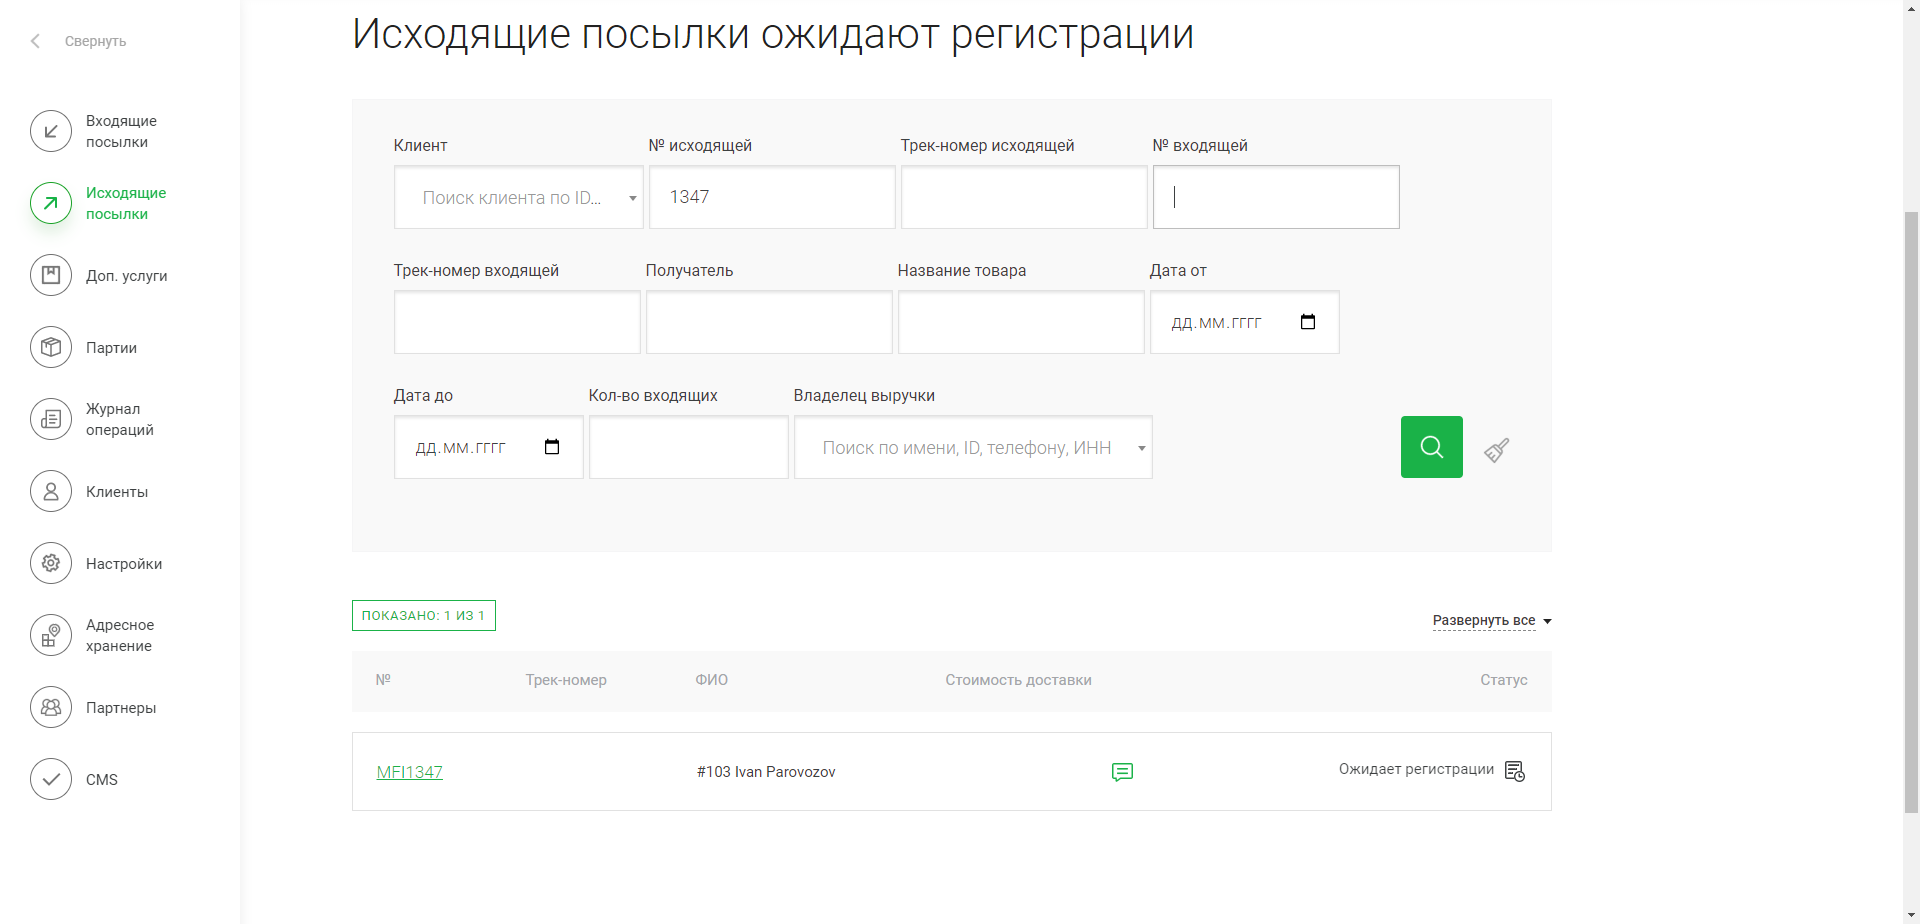 Свернуть
Входящие
посылки
Исходящие
посылки
Доп. услуги
Партии
Журнал
операций
Клиенты
Настройки
Адресное
хранение
Партнеры
CMS
Исходящие посылки ожидают регистрации
Клиент № исходящей Трек-номер исходящей № входящей
Поиск клиента по ID... 1347
Трек-номер входящей Получатель Название товара Дата от
ДД.ММ.ГГГГ
Дата до Кол-во входящих Владелец выручки
ДД.ММ.ГГГГ Поиск по имени, ID, телефону, ИНН
ПОКАЗАНО: 1 ИЗ 1
Развернуть все
№ Трек-номер ФИО Стоимость доставки Статус
MFI1347 #103 Ivan Parovozov Ожидает регистрации